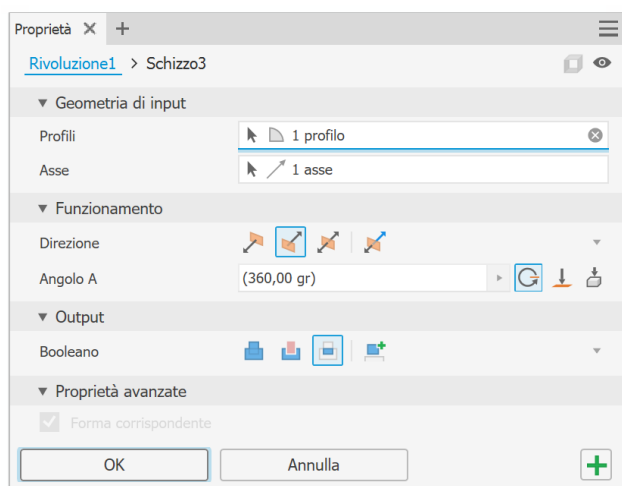 Proprietà
Rivoluzione1 > Schizzo3
Geometria di input
Profili 1 profilo
Asse 1 asse
Funzionamento
Direzione
Angolo A (360,00 gr)
Output
Booleano
Proprietà avanzate
Forma corrispondente
OK Annulla